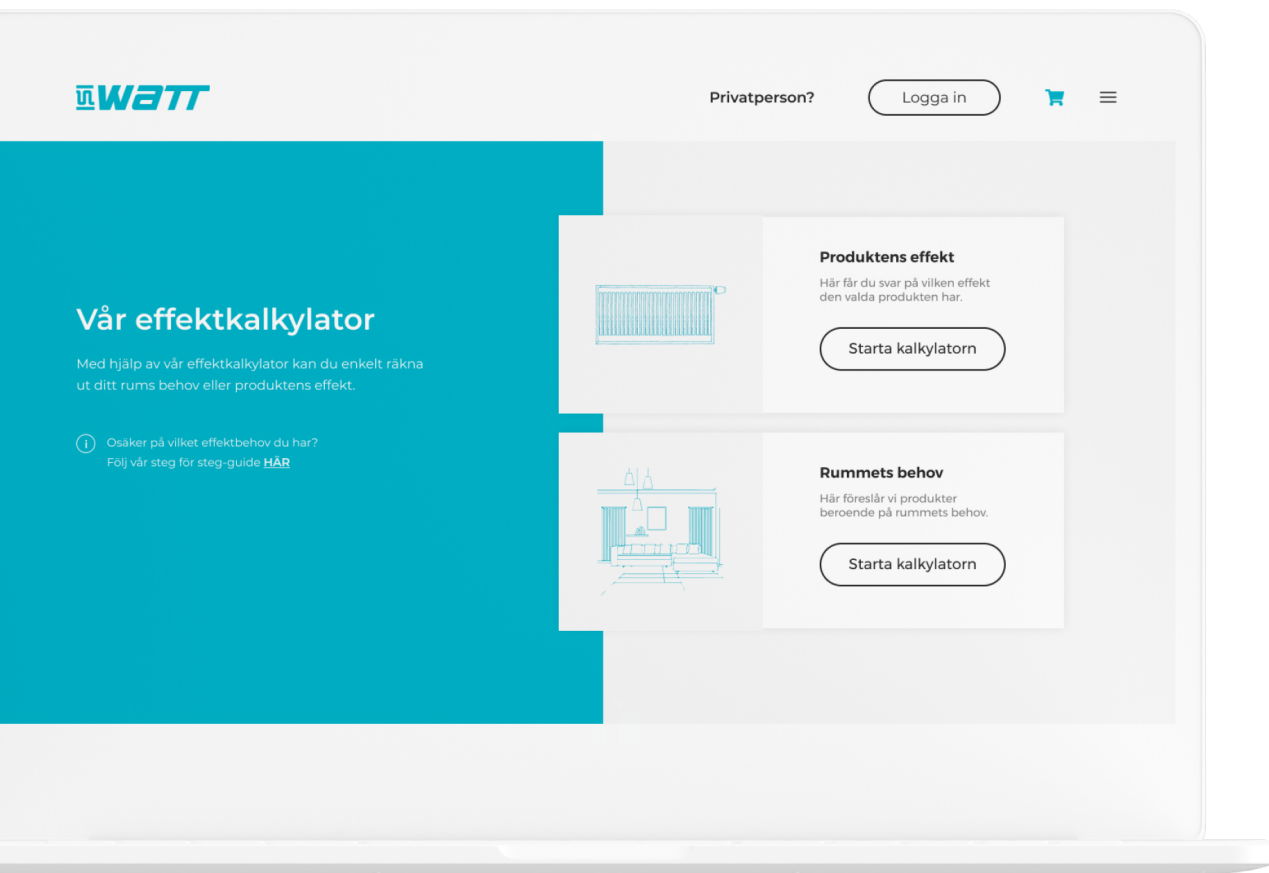 WATT
Privatperson?
Logga in
Vår effektkalkylator
Med hjälp av vår effektkalkylator kan du enkelt räkna
ut ditt rums behov eller produktens effekt.
Osäker på vilket effektbehov du har?
Följ vår steg för steg-guide HÄR
Produktens effekt
Här får du svar på vilken effekt
den valda produkten har.
Starta kalkylatorn
Rummets behov
Här föreslår vi produkter
beroende på rummets behov.
Starta kalkylatorn